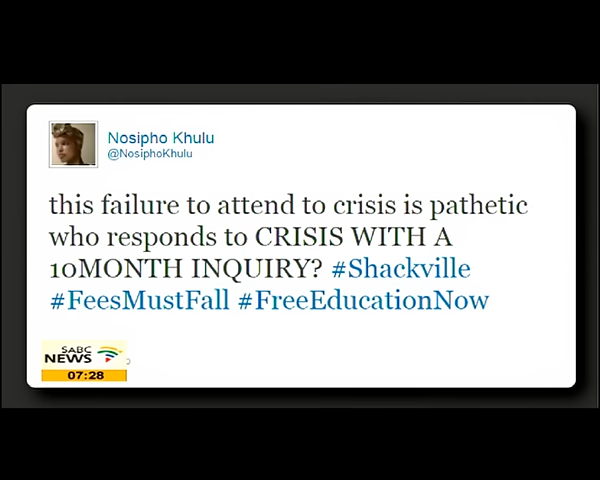 Nosipho Khulu
@NosiphoKhulu
this failure to attend to crisis is pathetic
who responds to CRISIS WITH A
10MONTH INQUIRY? #Shackville
#FeesMustFall #FreeEducationNow
SABC
NEWS
07:28